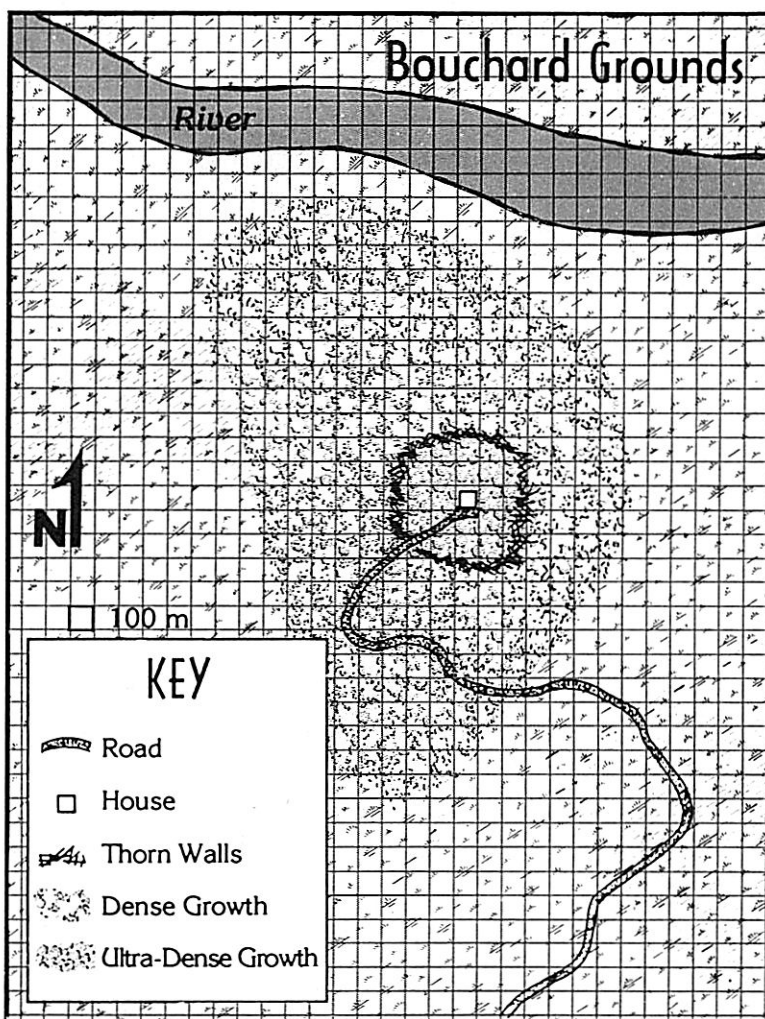 Bouchard Grounds
River
N
100 m
KEY
Road
House
Thorn Walls
Dense Growth
Ultra-Dense Growth